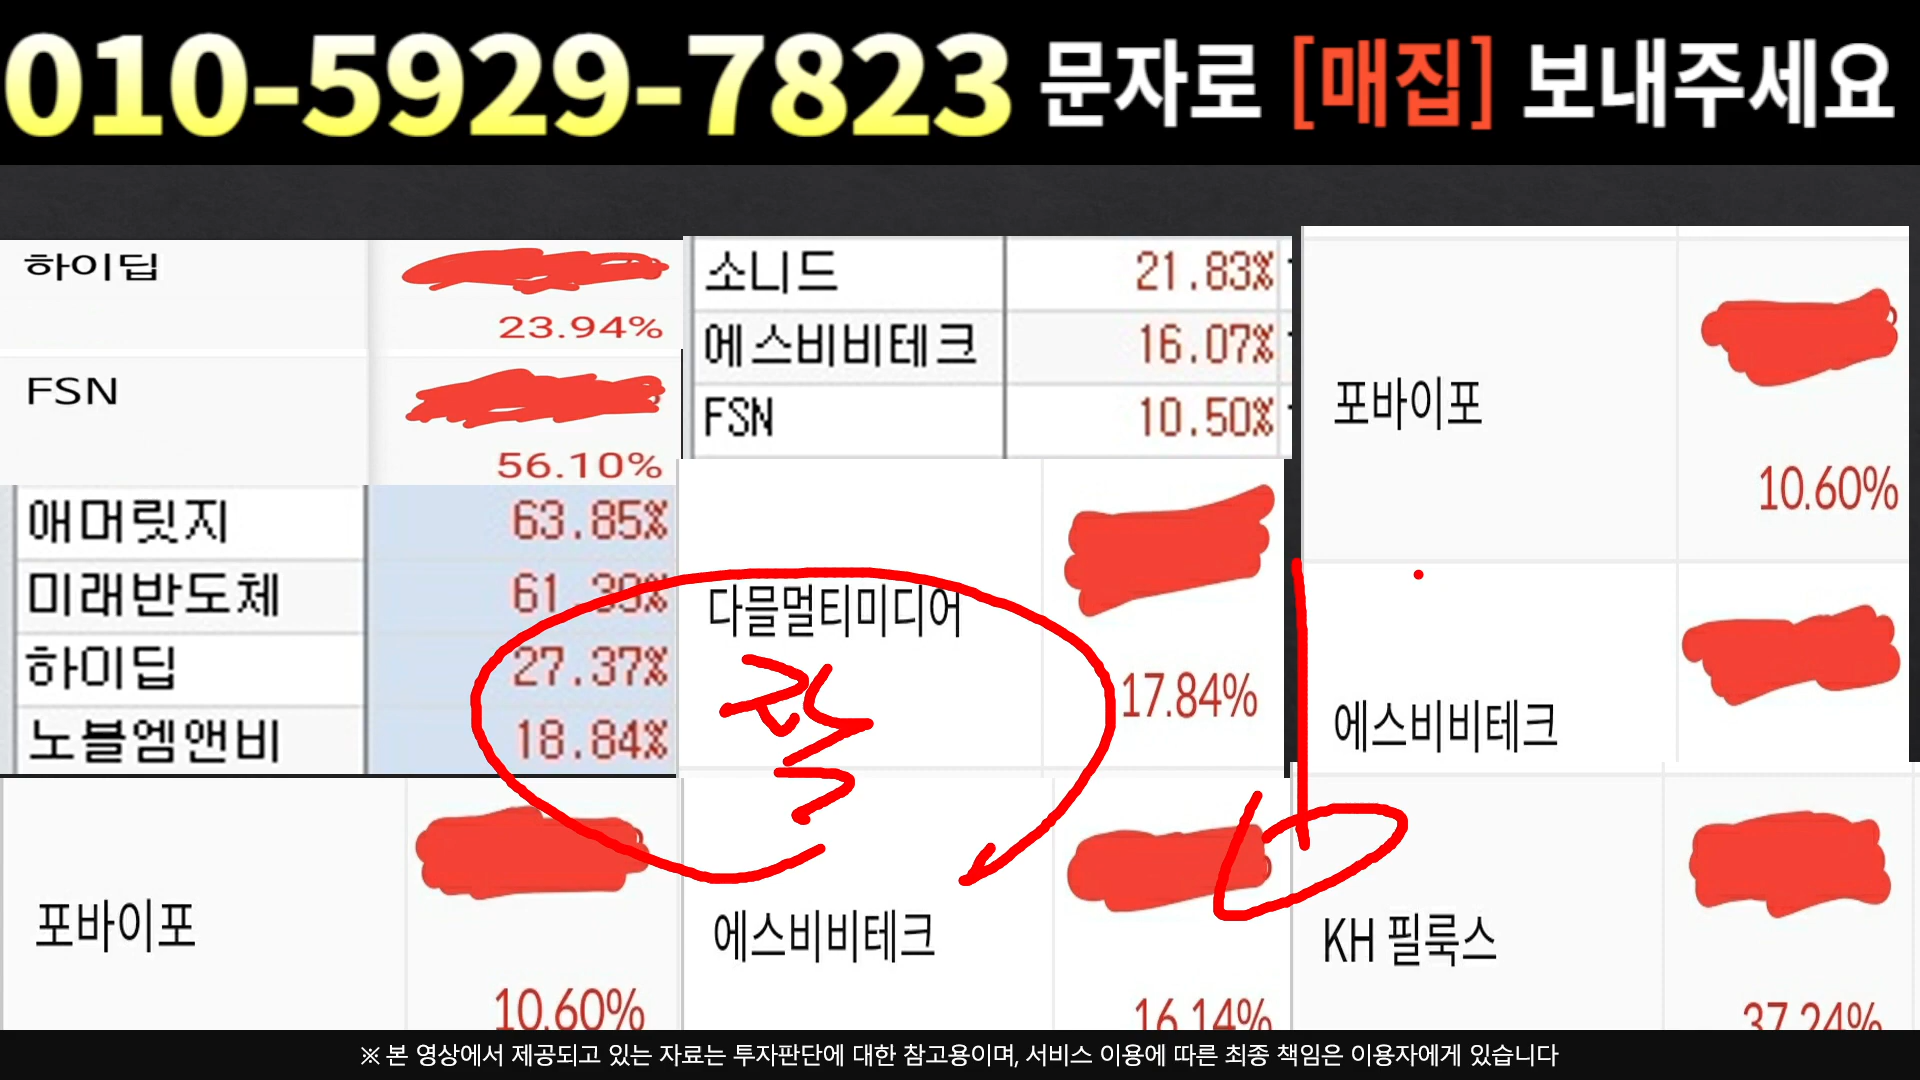 010-5929-7823 문자로 [매집] 보내주세요
하이딥
23.94%
FSN
56.10%
애머릿지 63.85%
미래반도체 61.39%
하이딥 27.37%
노블엠앤비 18.84%
소니드 21.83%
에스비비테크 16.07%
FSN 10.50%
다믈멀티미디어
17.84%
포바이포
10.60%
에스비비테크
포바이포
10.60%
에스비비테크
16.14%
KH 필룩스
37.24%
※ 본 영상에서 제공되고 있는 자료는 투자판단에 대한 참고용이며, 서비스 이용에 따른 최종 책임은 이용자에게 있습니다